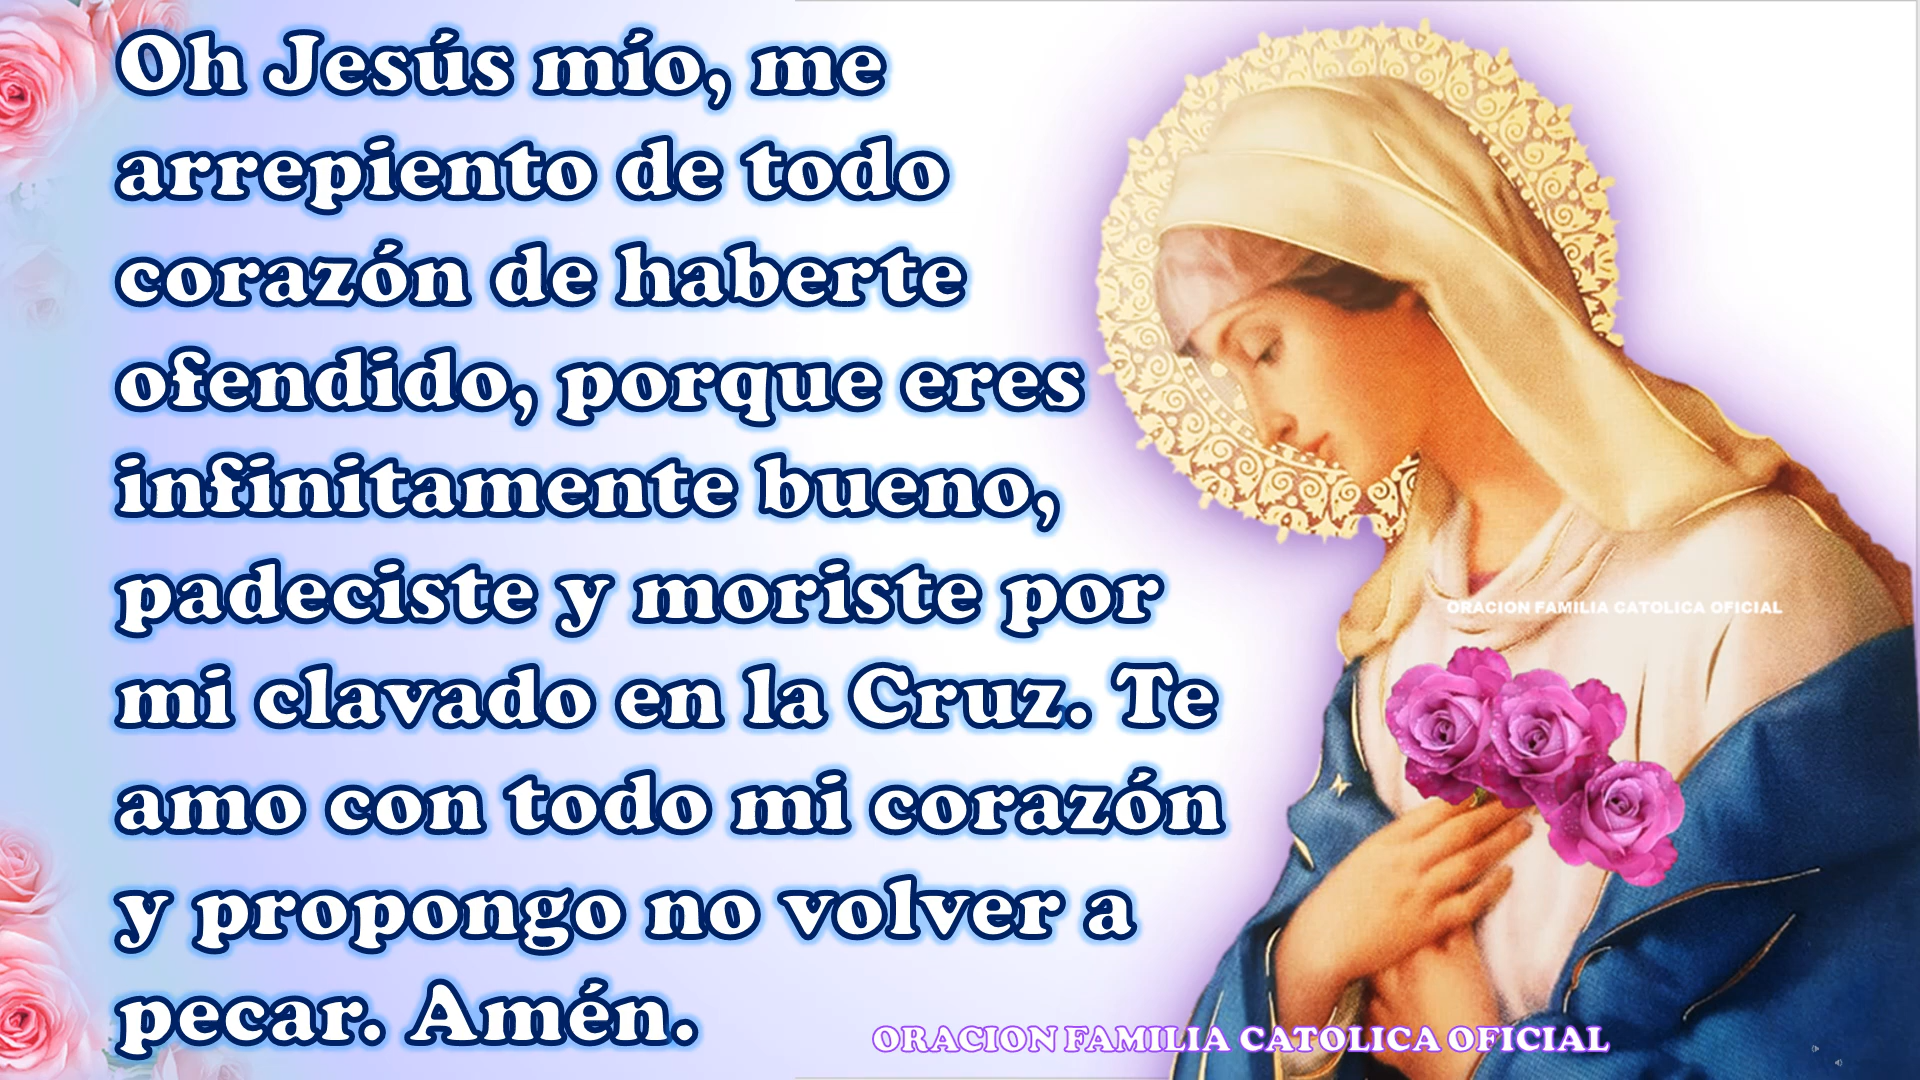 Oh Jesús mío, me
arrepiento de todo
corazón de haberte
ofendido, porque eres
infinitamente bueno,
padeciste y moriste por
mi clavado en la Cruz. Te
amo con todo mi corazón
y propongo no volver a
pecar. Amén.
ORACION FAMILIA CATOLICA OFICIAL
ORACION FAMILIA CATOLICA OFICIAL